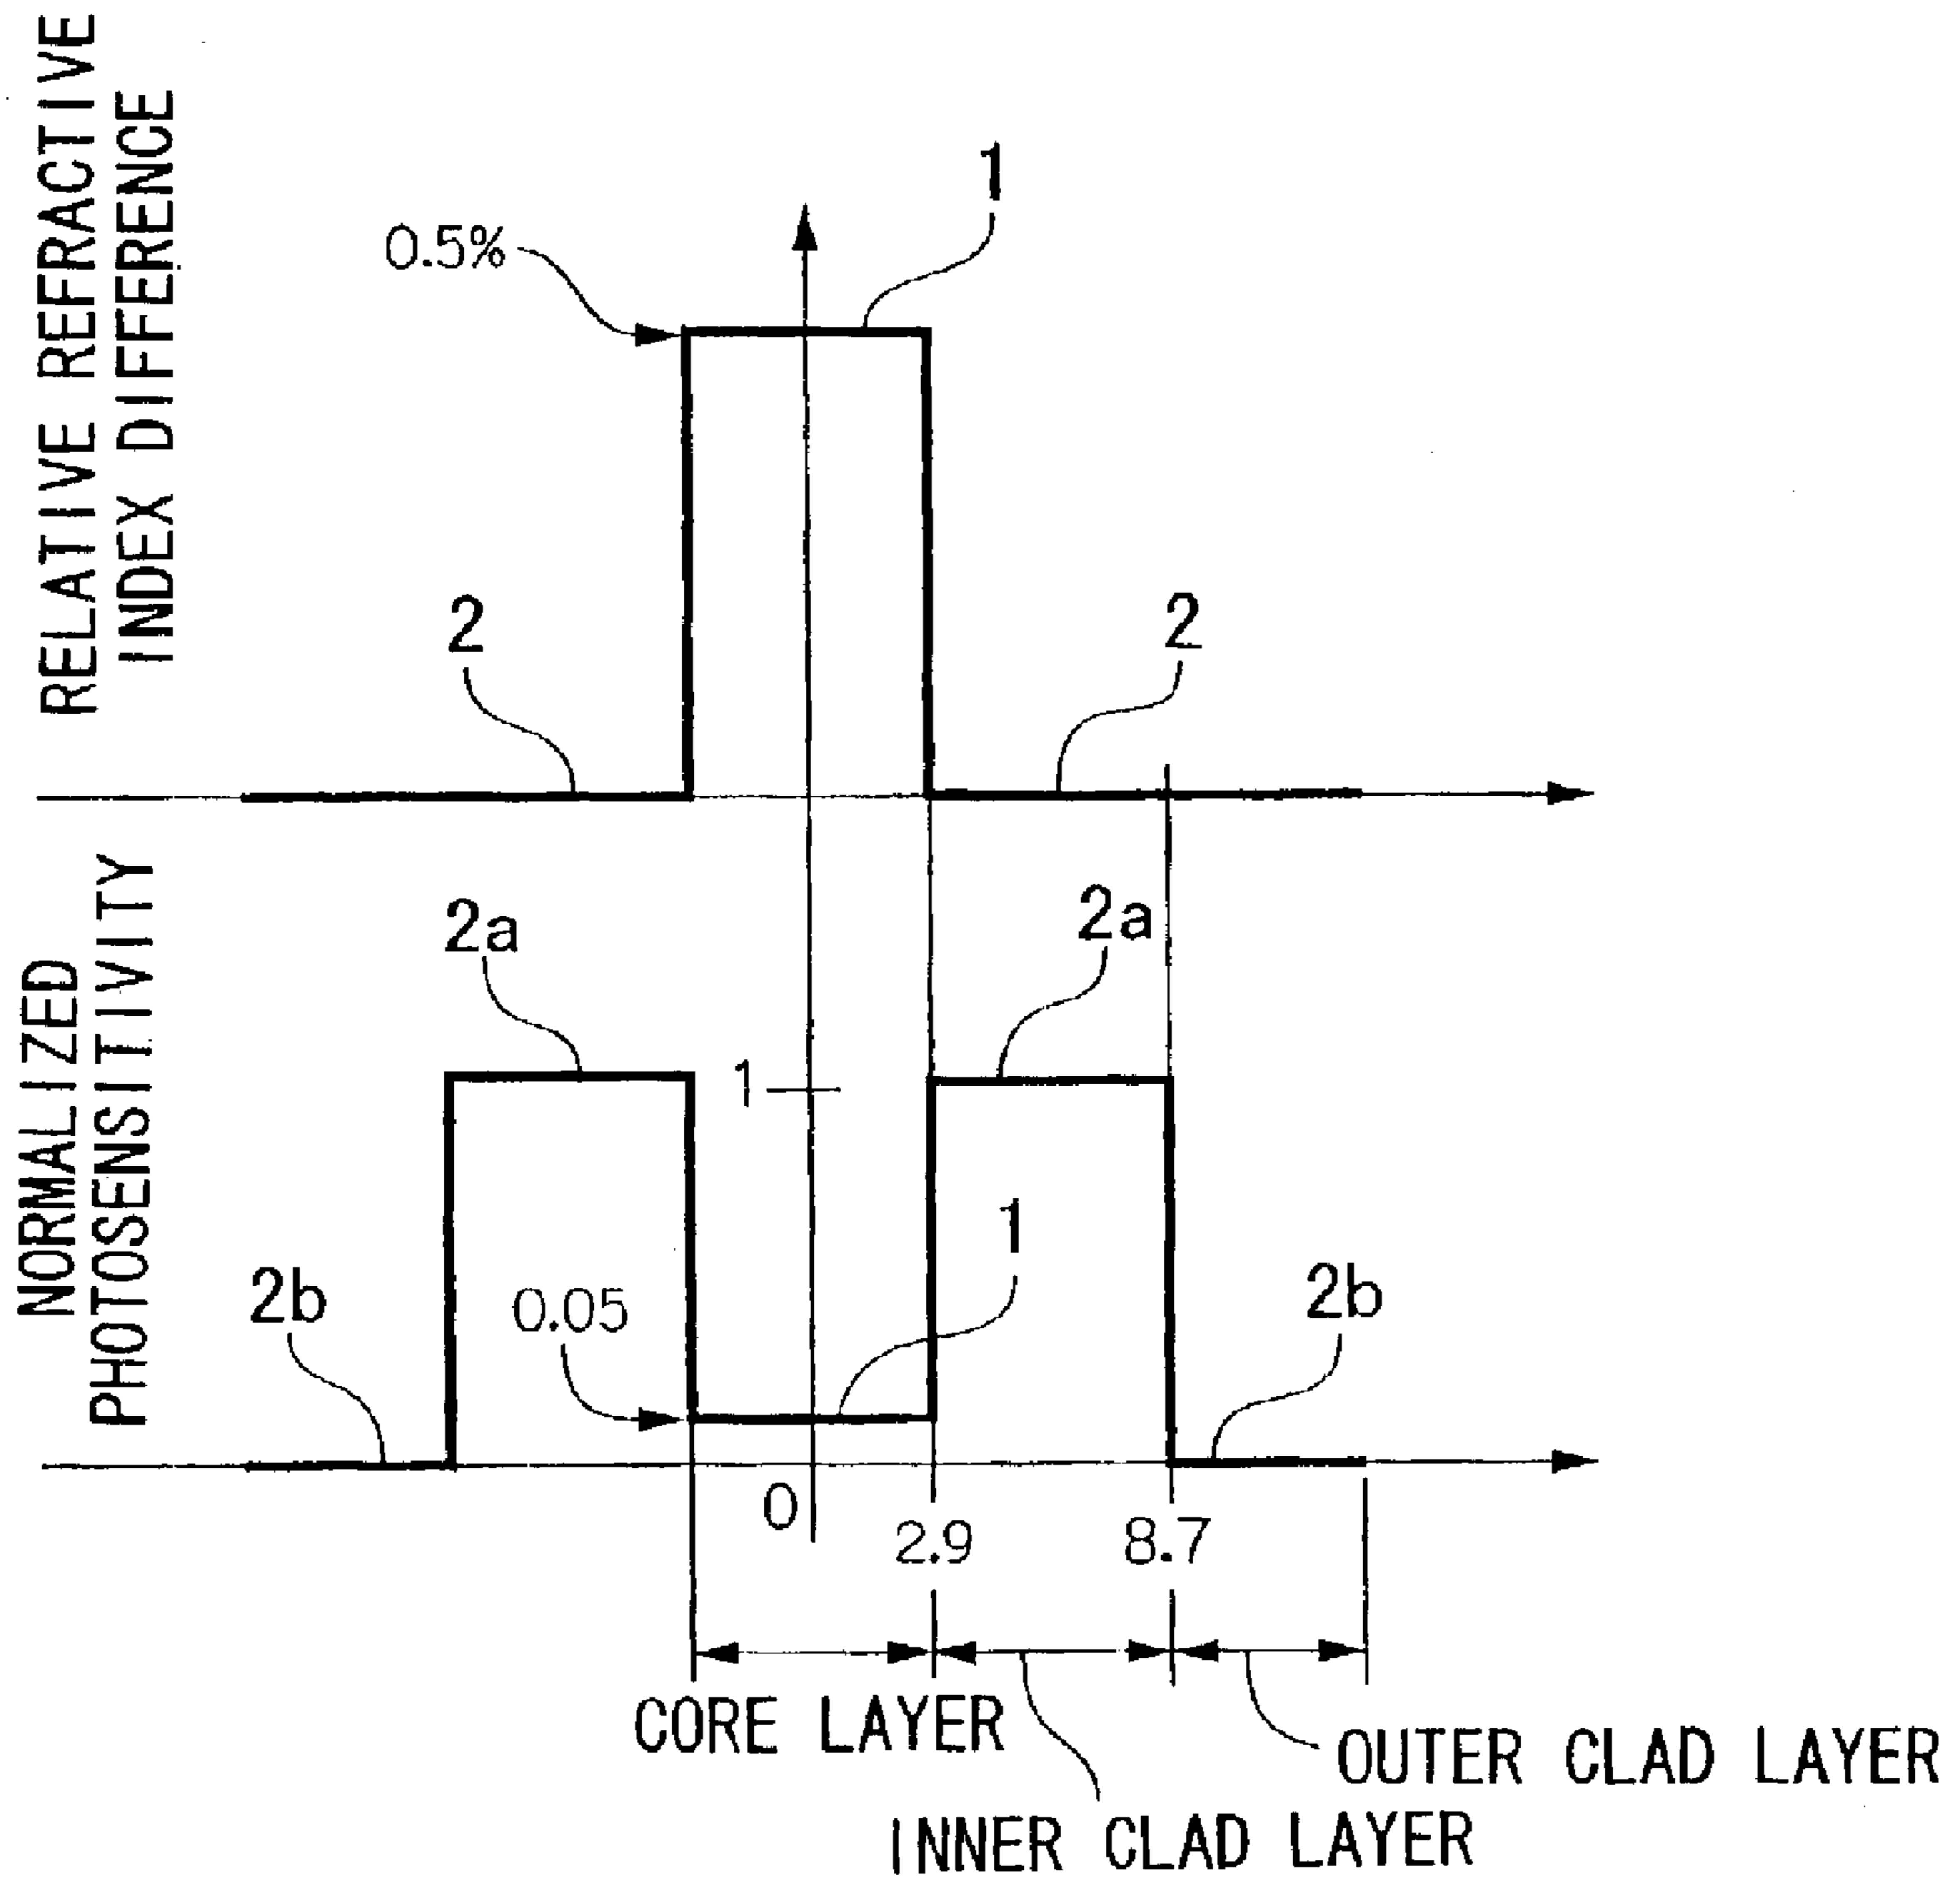 RELATIVE REFRACTIVE
INDEX DIFFERENCE
1
0.5%
2
2
NORMALIZED
PHOTOSENSITIVITY
2a
2a
1
1
2b
0.05
2b
0
2.9
8.7
CORE LAYER
OUTER CLAD LAYER
INNER CLAD LAYER